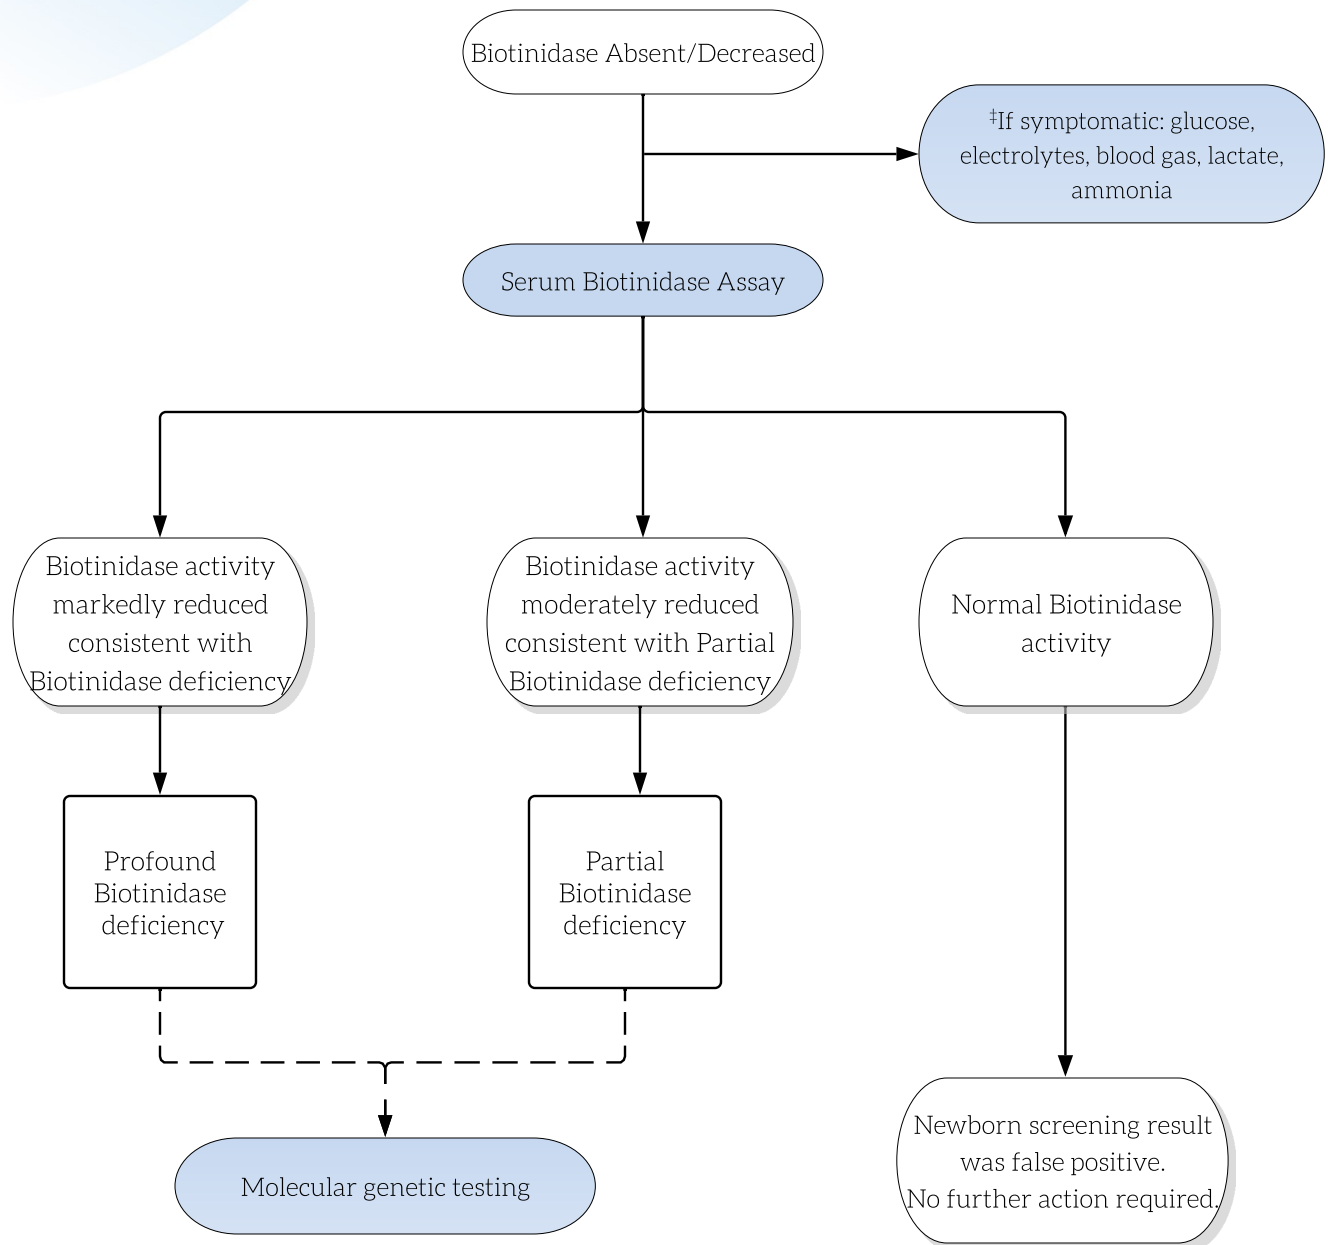 Biotinidase Absent/Decreased
‡If symptomatic: glucose,
electrolytes, blood gas, lactate,
ammonia
Serum Biotinidase Assay
Biotinidase activity
markedly reduced
consistent with
Biotinidase deficiency
Biotinidase activity
moderately reduced
consistent with Partial
Biotinidase deficiency
Normal Biotinidase
activity
Profound
Biotinidase
deficiency
Partial
Biotinidase
deficiency
Molecular genetic testing
Newborn screening result
was false positive.
No further action required.